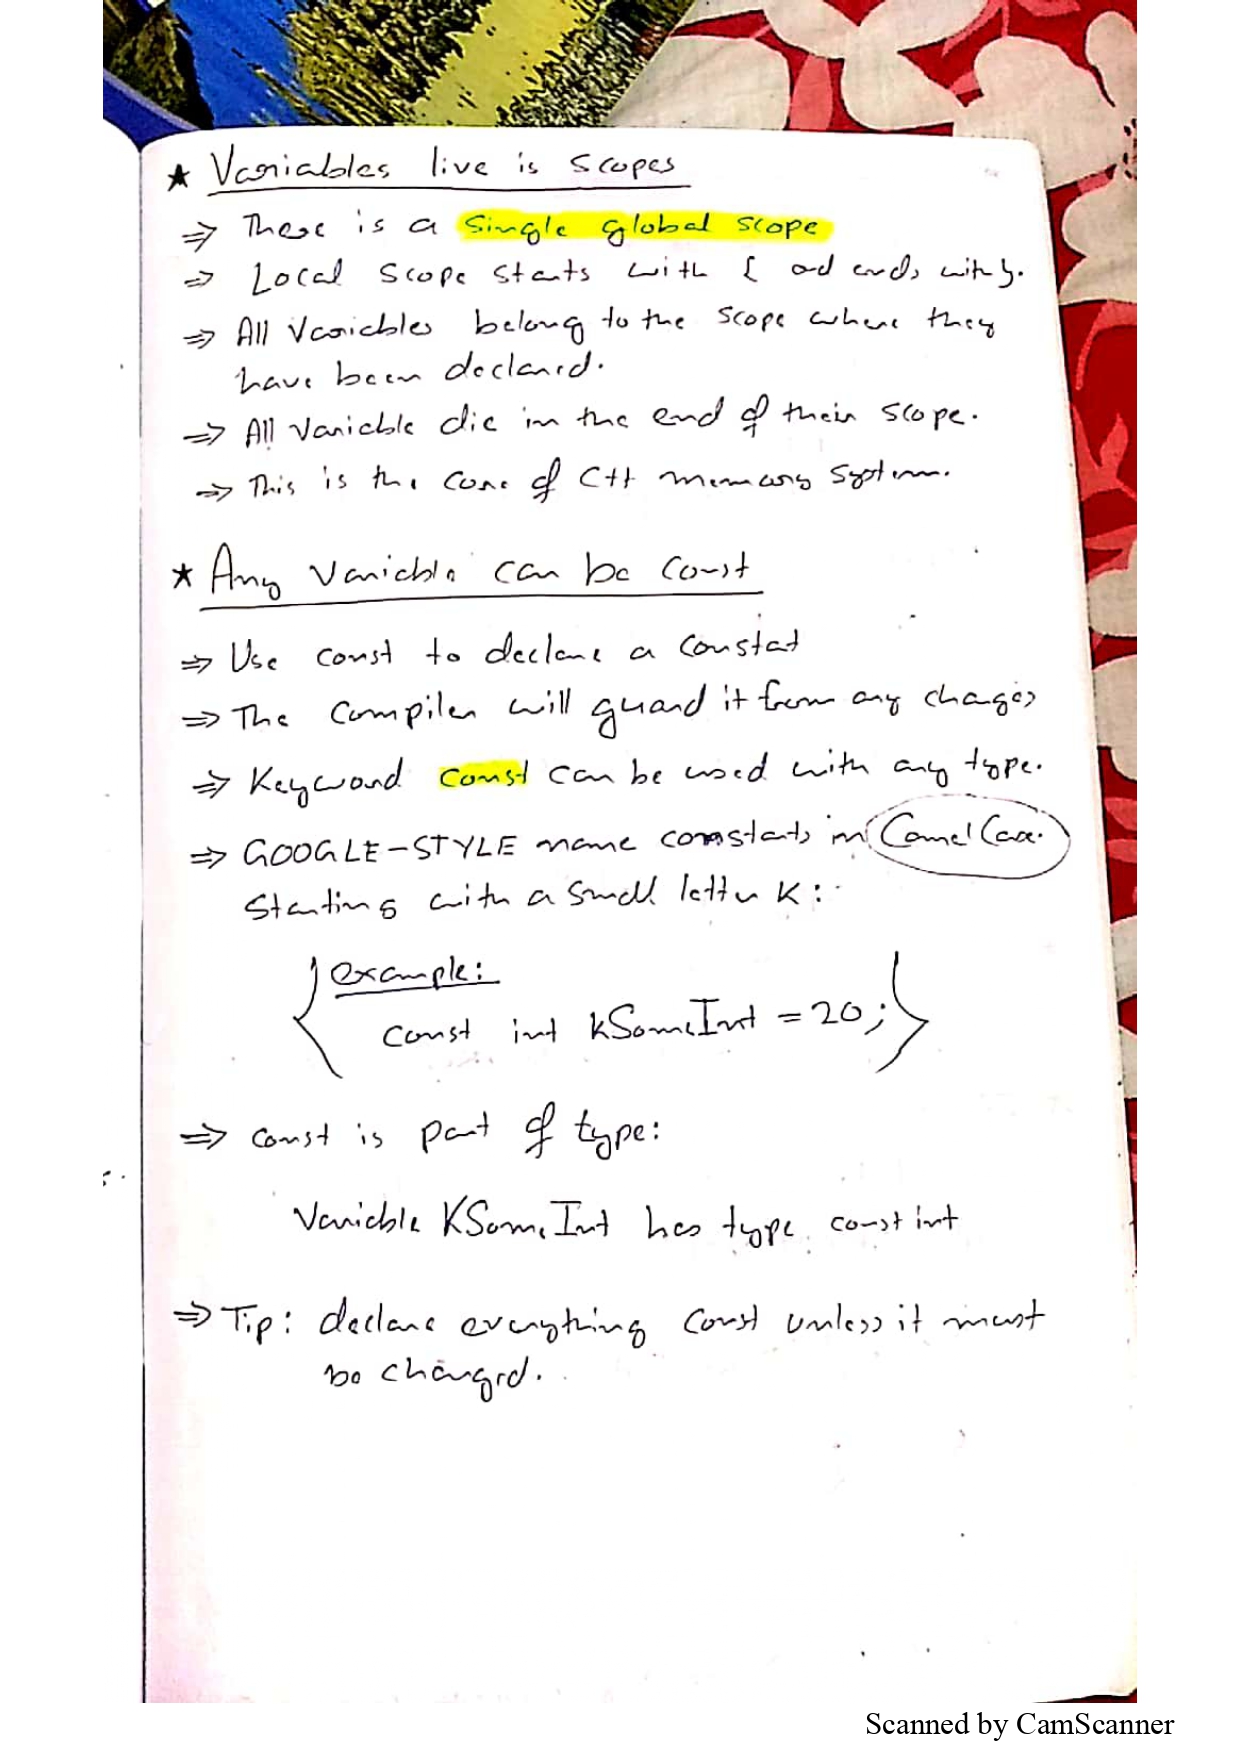 ★ Variables live is scopes
⇒ There is a single global scope
⇒ Local scope starts with { ad ends with }.
⇒ All Variables belong to the scope where they
have been declared.
⇒ All variable die in the end of their scope.
⇒ This is the core of C++ memory system.
★ Any variable can be const
⇒ Use const to declare a constat
⇒ The compiler will guard it from any changes
⇒ Keyword const can be used with any type.
⇒ GOOGLE-STYLE name constats in CamelCase.
Starting with a small letter K:
example:
const int kSomeInt = 20;
⇒ const is part of type:
Variable KSomeInt has type const int
⇒ Tip: declare everything const unless it must
be changed.
Scanned by CamScanner